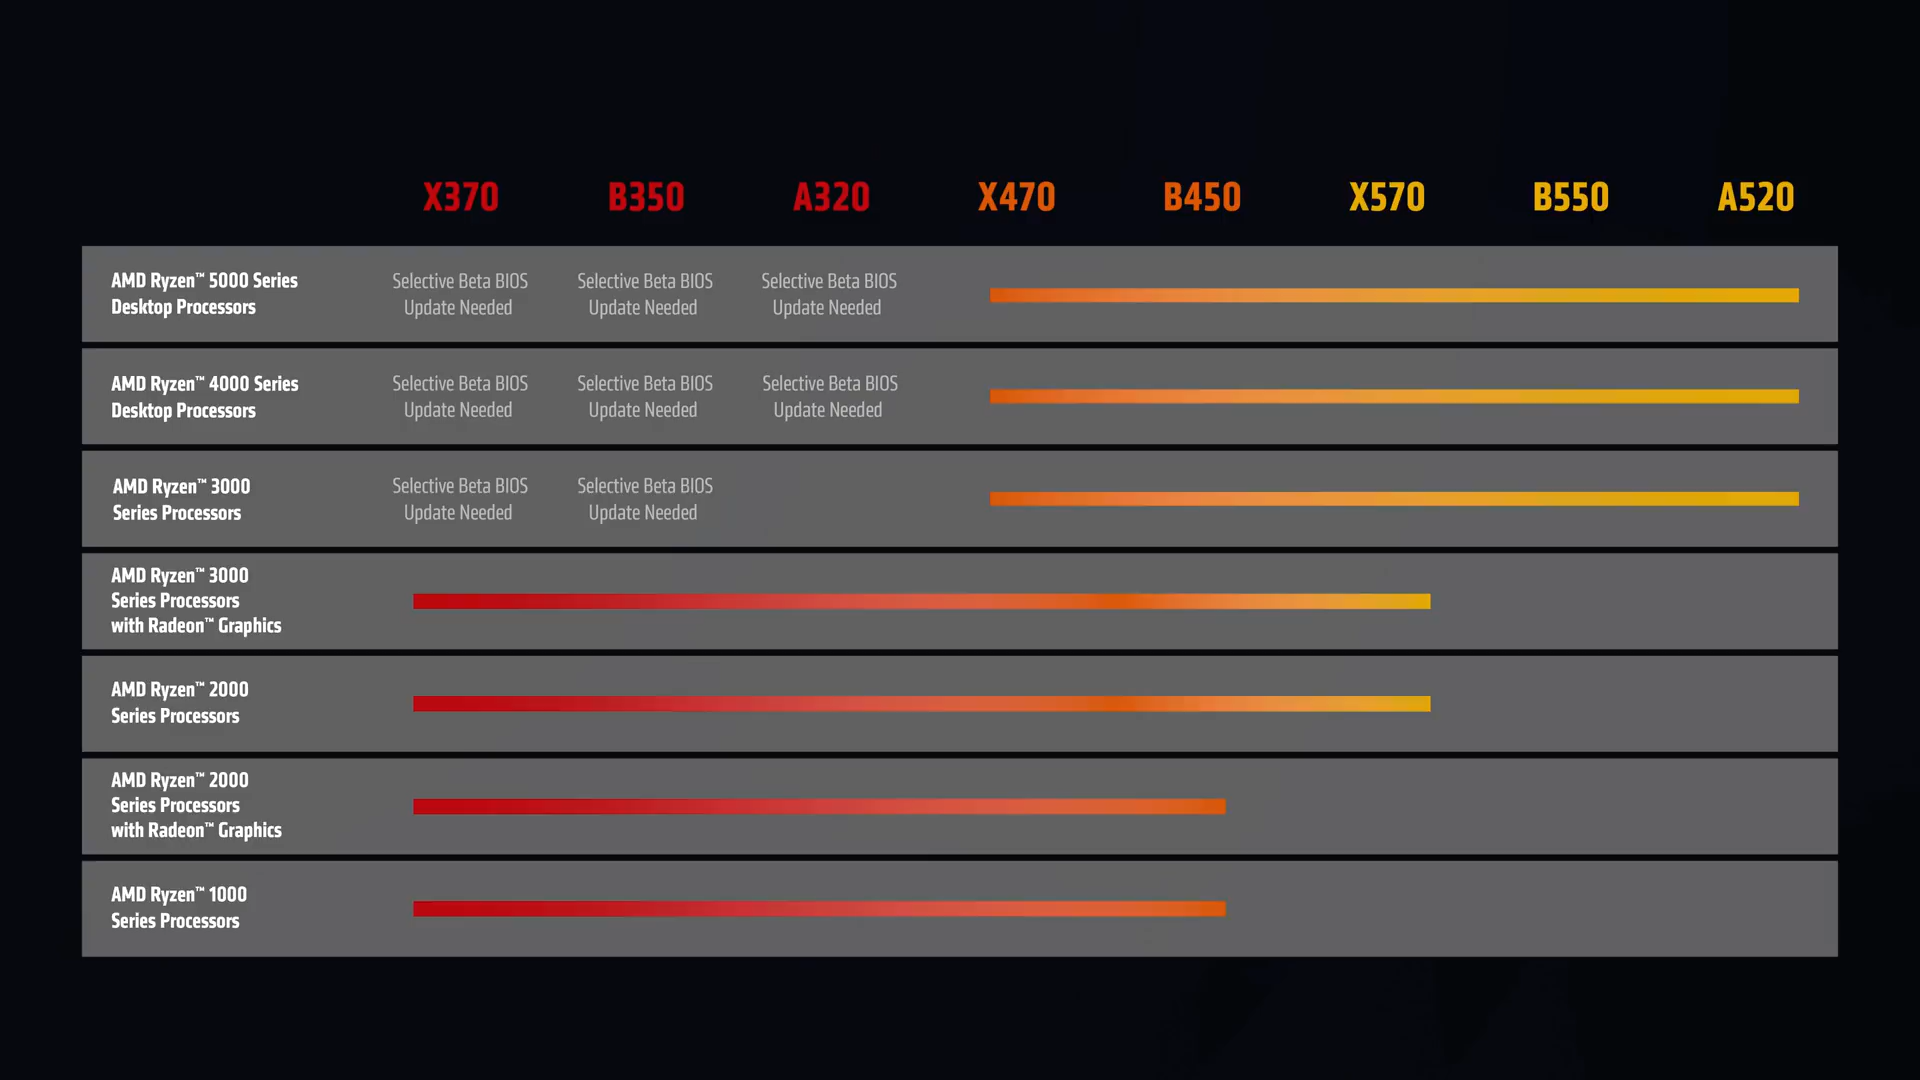 X370 B350 A320 X470 B450 X570 B550 A520
AMD Ryzen™ 5000 Series
Desktop Processors
Selective Beta BIOS
Update Needed
Selective Beta BIOS
Update Needed
Selective Beta BIOS
Update Needed
AMD Ryzen™ 4000 Series
Desktop Processors
Selective Beta BIOS
Update Needed
Selective Beta BIOS
Update Needed
Selective Beta BIOS
Update Needed
AMD Ryzen™ 3000
Series Processors
Selective Beta BIOS
Update Needed
Selective Beta BIOS
Update Needed
AMD Ryzen™ 3000
Series Processors
with Radeon™ Graphics
AMD Ryzen™ 2000
Series Processors
AMD Ryzen™ 2000
Series Processors
with Radeon™ Graphics
AMD Ryzen™ 1000
Series Processors